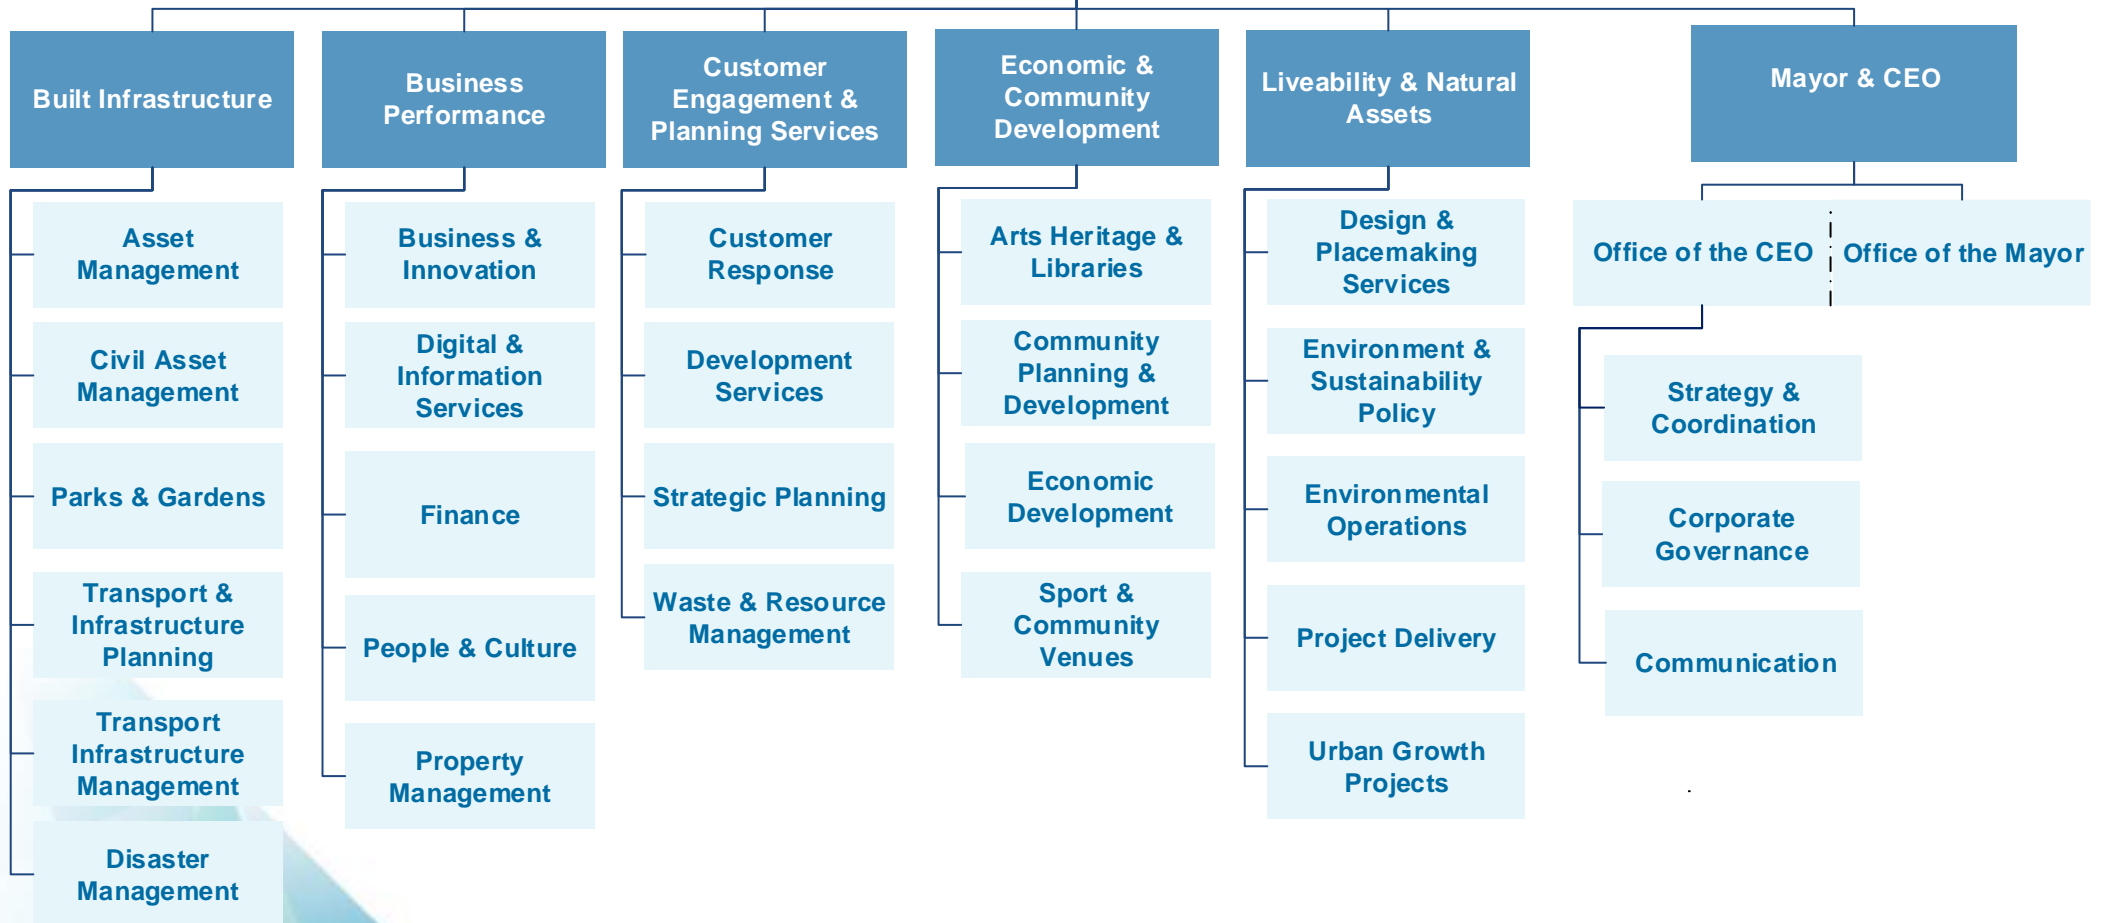 Built Infrastructure
Asset
Management
Civil Asset
Management
Parks & Gardens
Transport &
Infrastructure
Planning
Transport
Infrastructure
Management
Disaster
Management
Business
Performance
Business &
Innovation
Digital &
Information
Services
Finance
People & Culture
Property
Management
Customer
Engagement &
Planning Services
Customer
Response
Development
Services
Strategic Planning
Waste & Resource
Management
Economic &
Community
Development
Arts Heritage &
Libraries
Community
Planning &
Development
Economic
Development
Sport &
Community
Venues
Liveability & Natural
Assets
Design &
Placemaking
Services
Environment &
Sustainability
Policy
Environmental
Operations
Project Delivery
Urban Growth
Projects
Mayor & CEO
Office of the CEO
Office of the Mayor
Strategy &
Coordination
Corporate
Governance
Communication